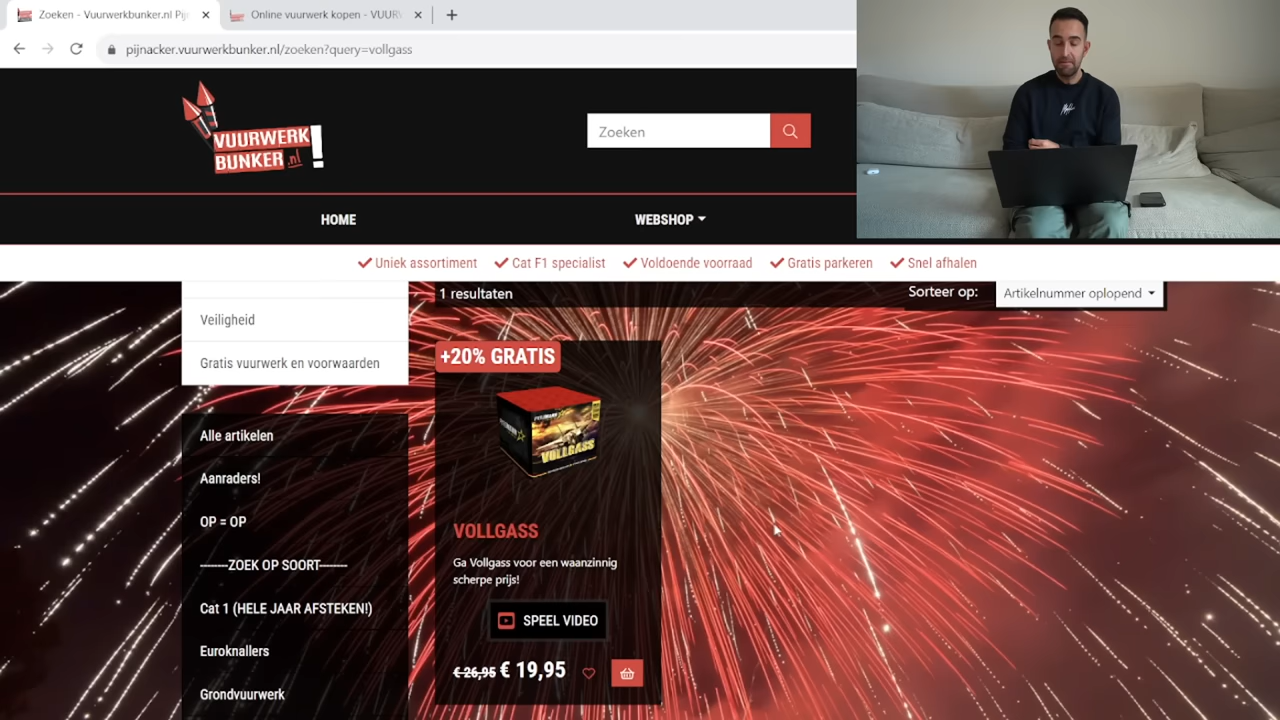 Zoeken - Vuurwerkbunker.nl Pij
Online vuurwerk kopen - VUURW
pijnacker.vuurwerkbunker.nl/zoeken?query=vollgass
VUURWERK
BUNKER.nl!
Zoeken
HOME
WEBSHOP
Uniek assortiment
Cat F1 specialist
Voldoende voorraad
Gratis parkeren
Snel afhalen
1 resultaten
Sorteer op:
Artikelnummer oplopend
Veiligheid
Gratis vuurwerk en voorwaarden
Alle artikelen
Aanraders!
OP = OP
-------ZOEK OP SOORT-------
Cat 1 (HELE JAAR AFSTEKEN!)
Euroknallers
Grondvuurwerk
+20% GRATIS
VOLLGASS
VOLLGASS
Ga Vollgass voor een waanzinnig
scherpe prijs!
SPEEL VIDEO
€ 26,95 € 19,95